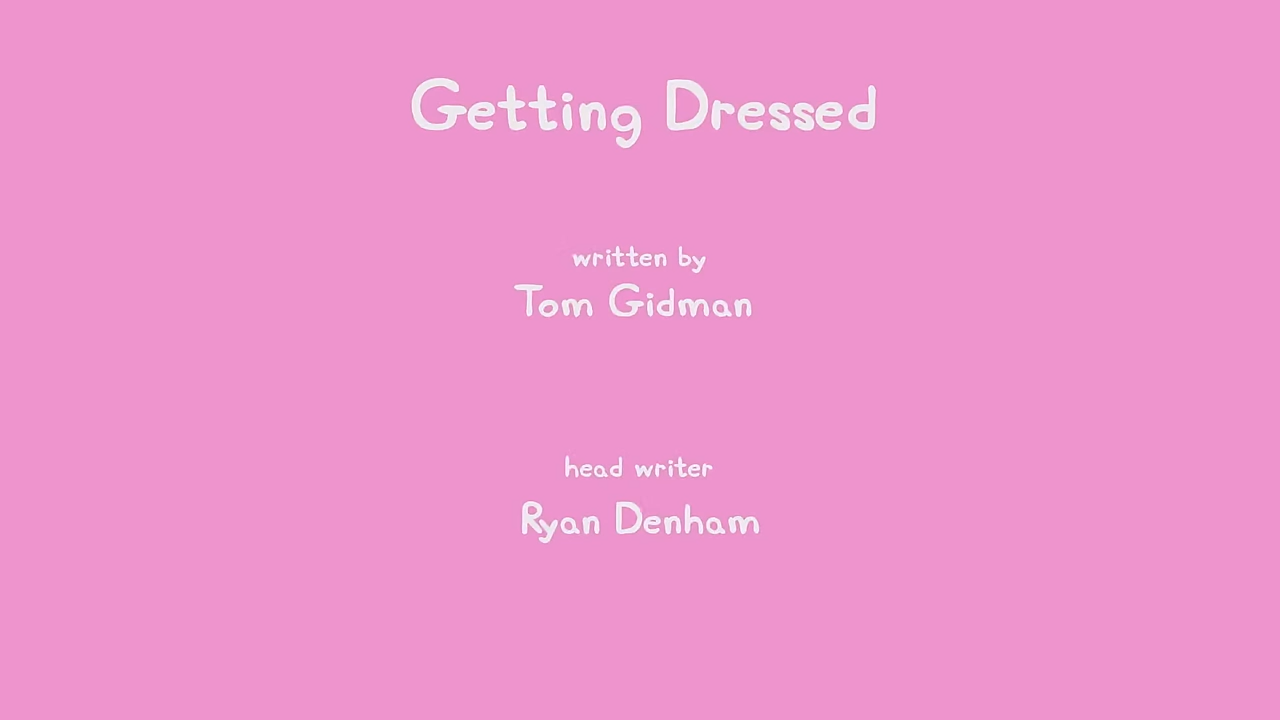 Getting Dressed
written by
Tom Gidman
head writer
Ryan Denham